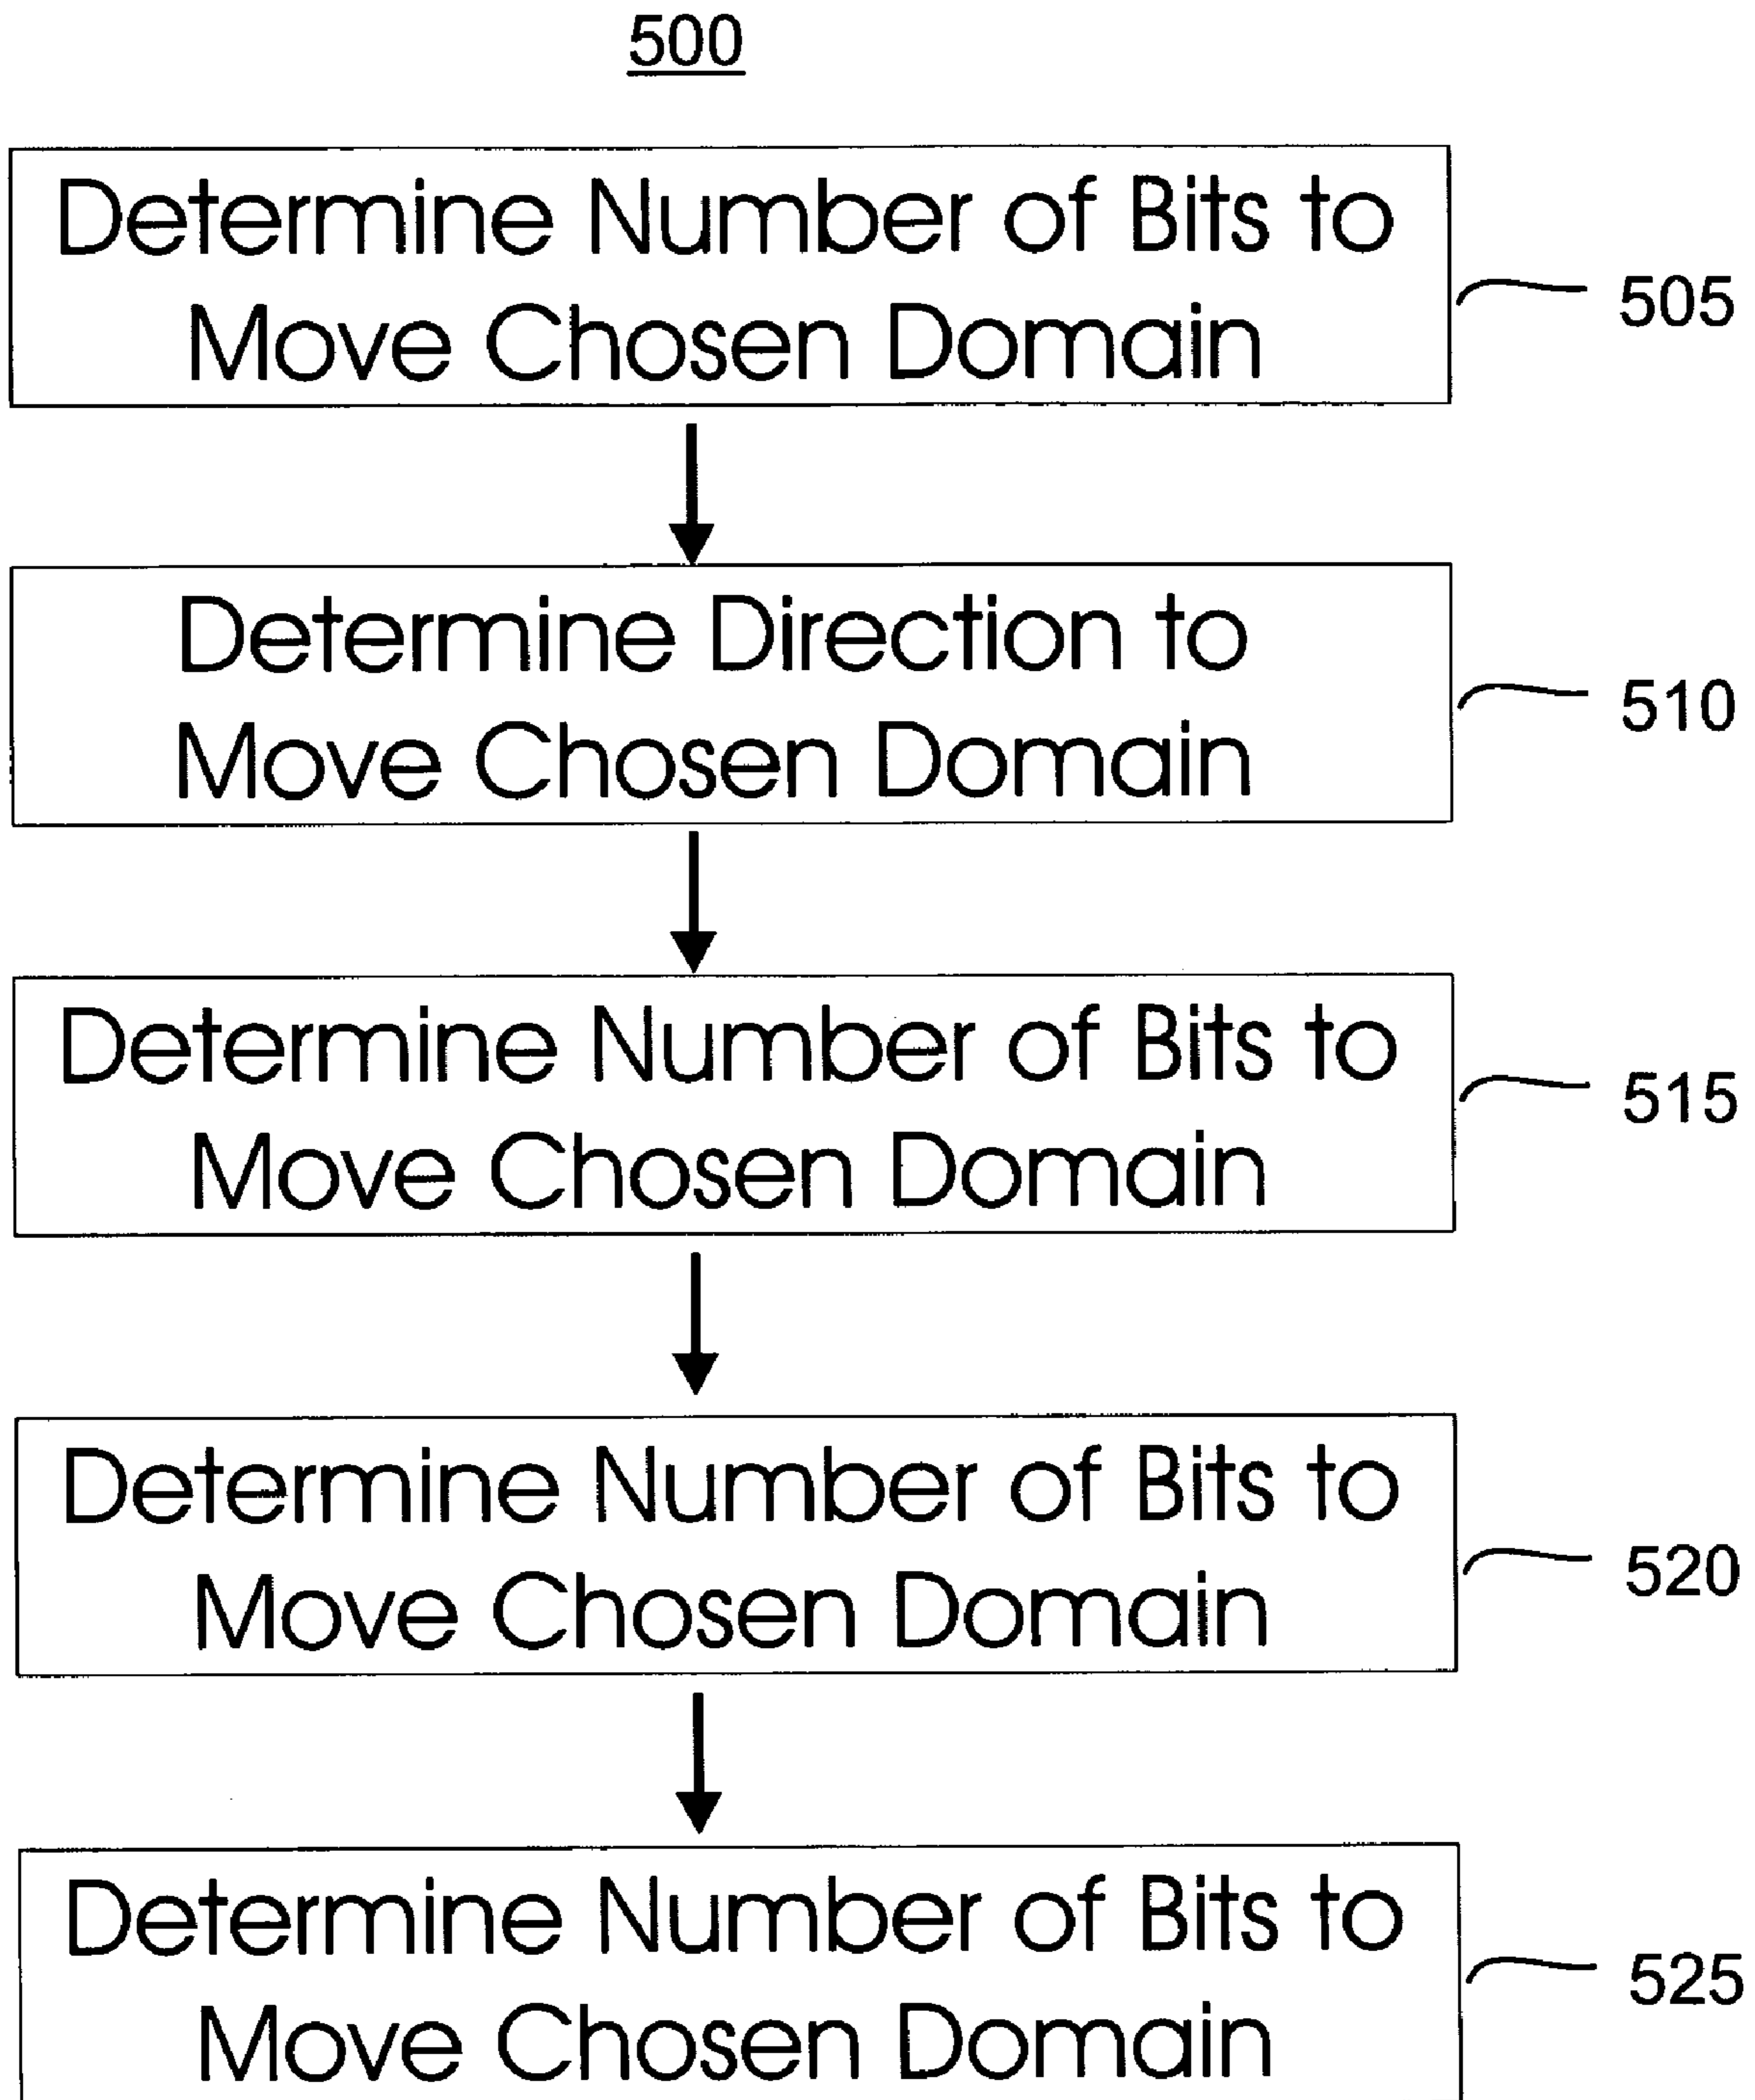 500
Determine Number of Bits to
Move Chosen Domain
505
Determine Direction to
Move Chosen Domain
510
Determine Number of Bits to
Move Chosen Domain
515
Determine Number of Bits to
Move Chosen Domain
520
Determine Number of Bits to
Move Chosen Domain
525